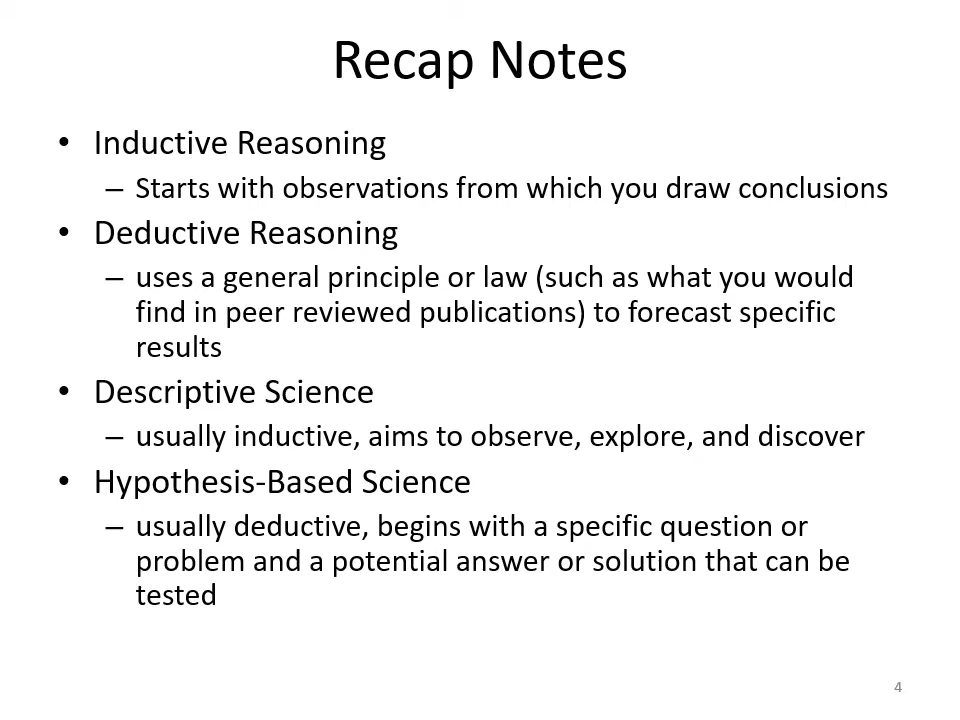 Recap Notes
• Inductive Reasoning
– Starts with observations from which you draw conclusions
• Deductive Reasoning
– uses a general principle or law (such as what you would
find in peer reviewed publications) to forecast specific
results
• Descriptive Science
– usually inductive, aims to observe, explore, and discover
• Hypothesis-Based Science
– usually deductive, begins with a specific question or
problem and a potential answer or solution that can be
tested
4